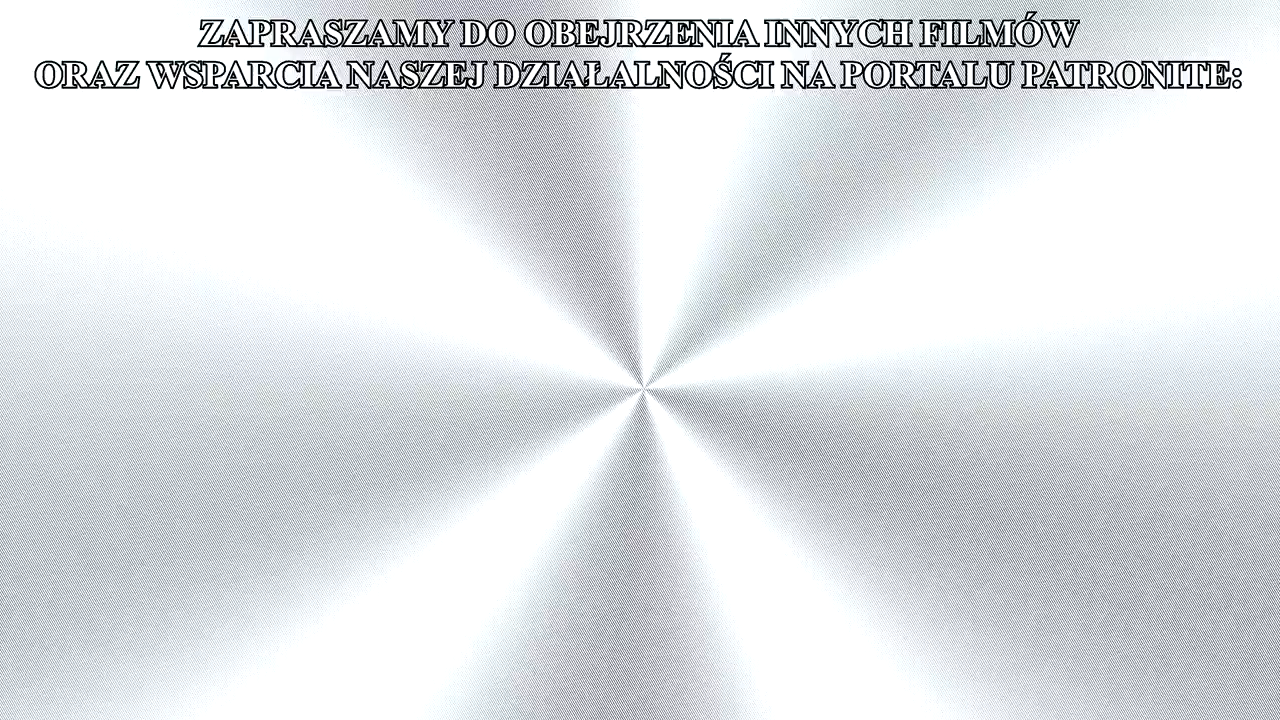 ZAPRASZAMY DO OBEJRZENIA INNYCH FILMÓW
ORAZ WSPARCIA NASZEJ DZIAŁALNOŚCI NA PORTALU PATRONITE: